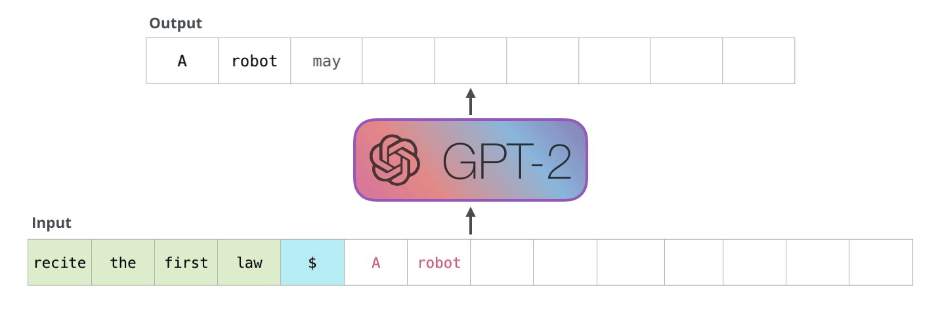 Output
A robot may
GPT-2
Input
recite the first law $ A robot